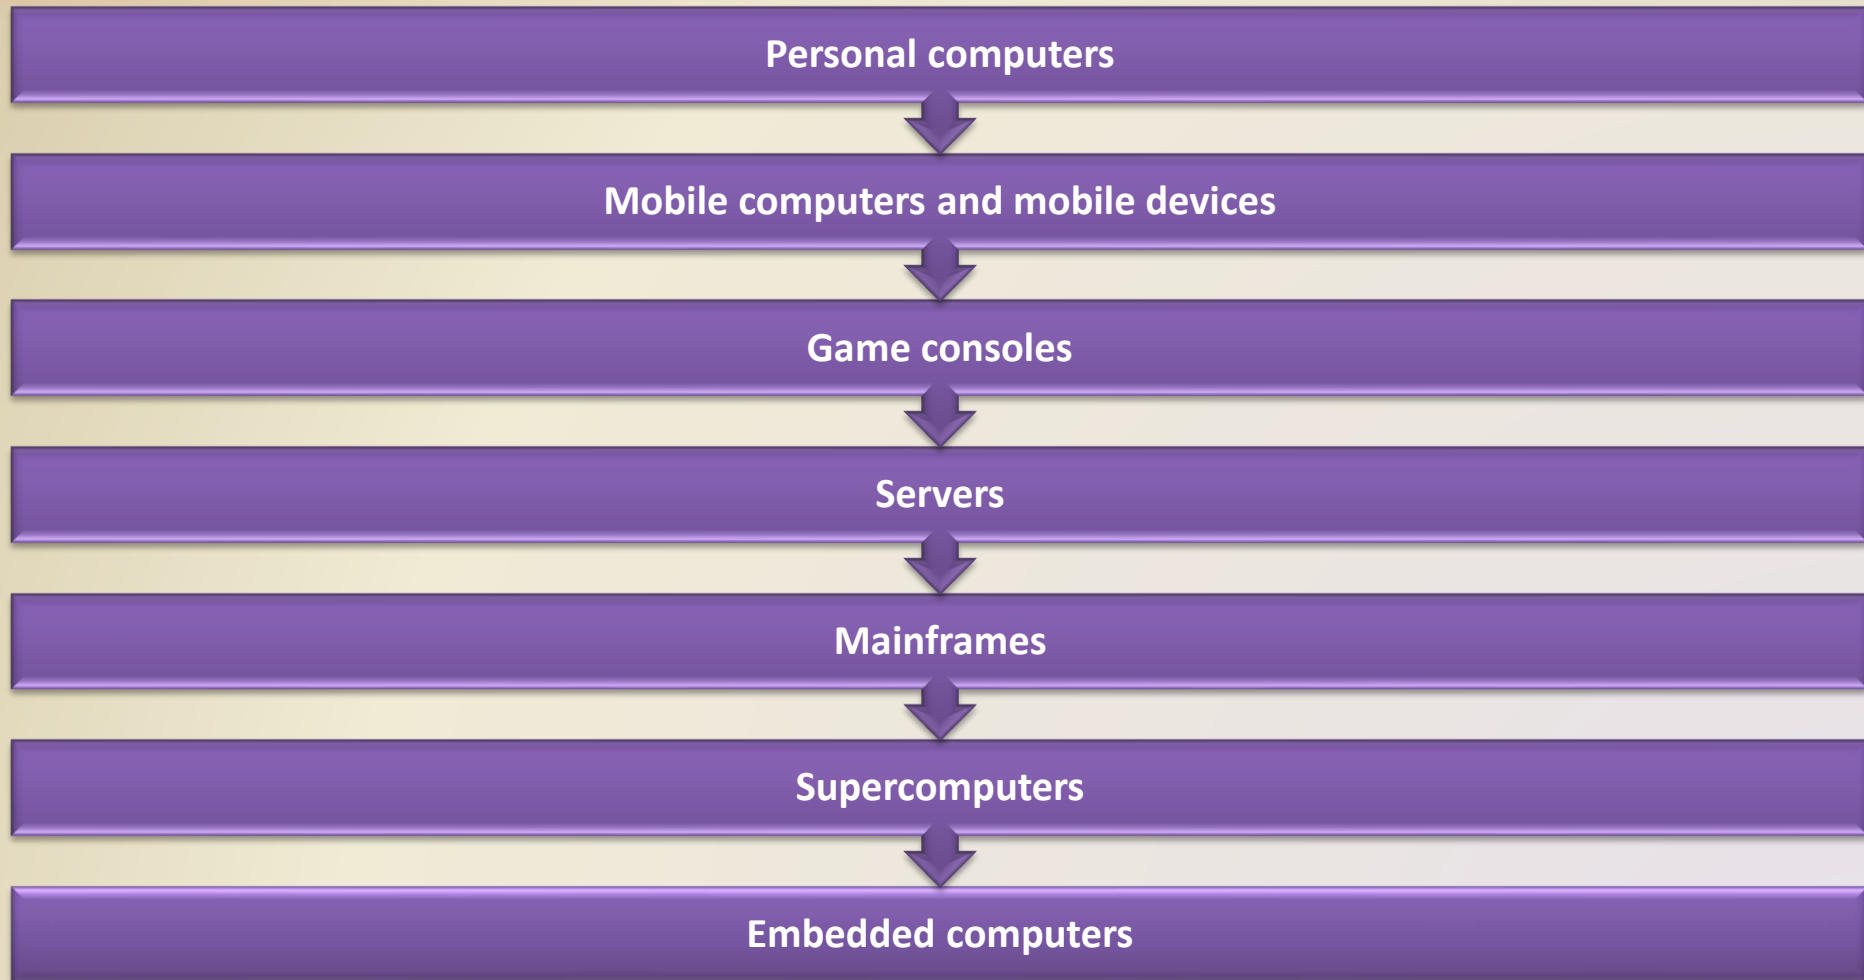 Personal computers
Mobile computers and mobile devices
Game consoles
Servers
Mainframes
Supercomputers
Embedded computers